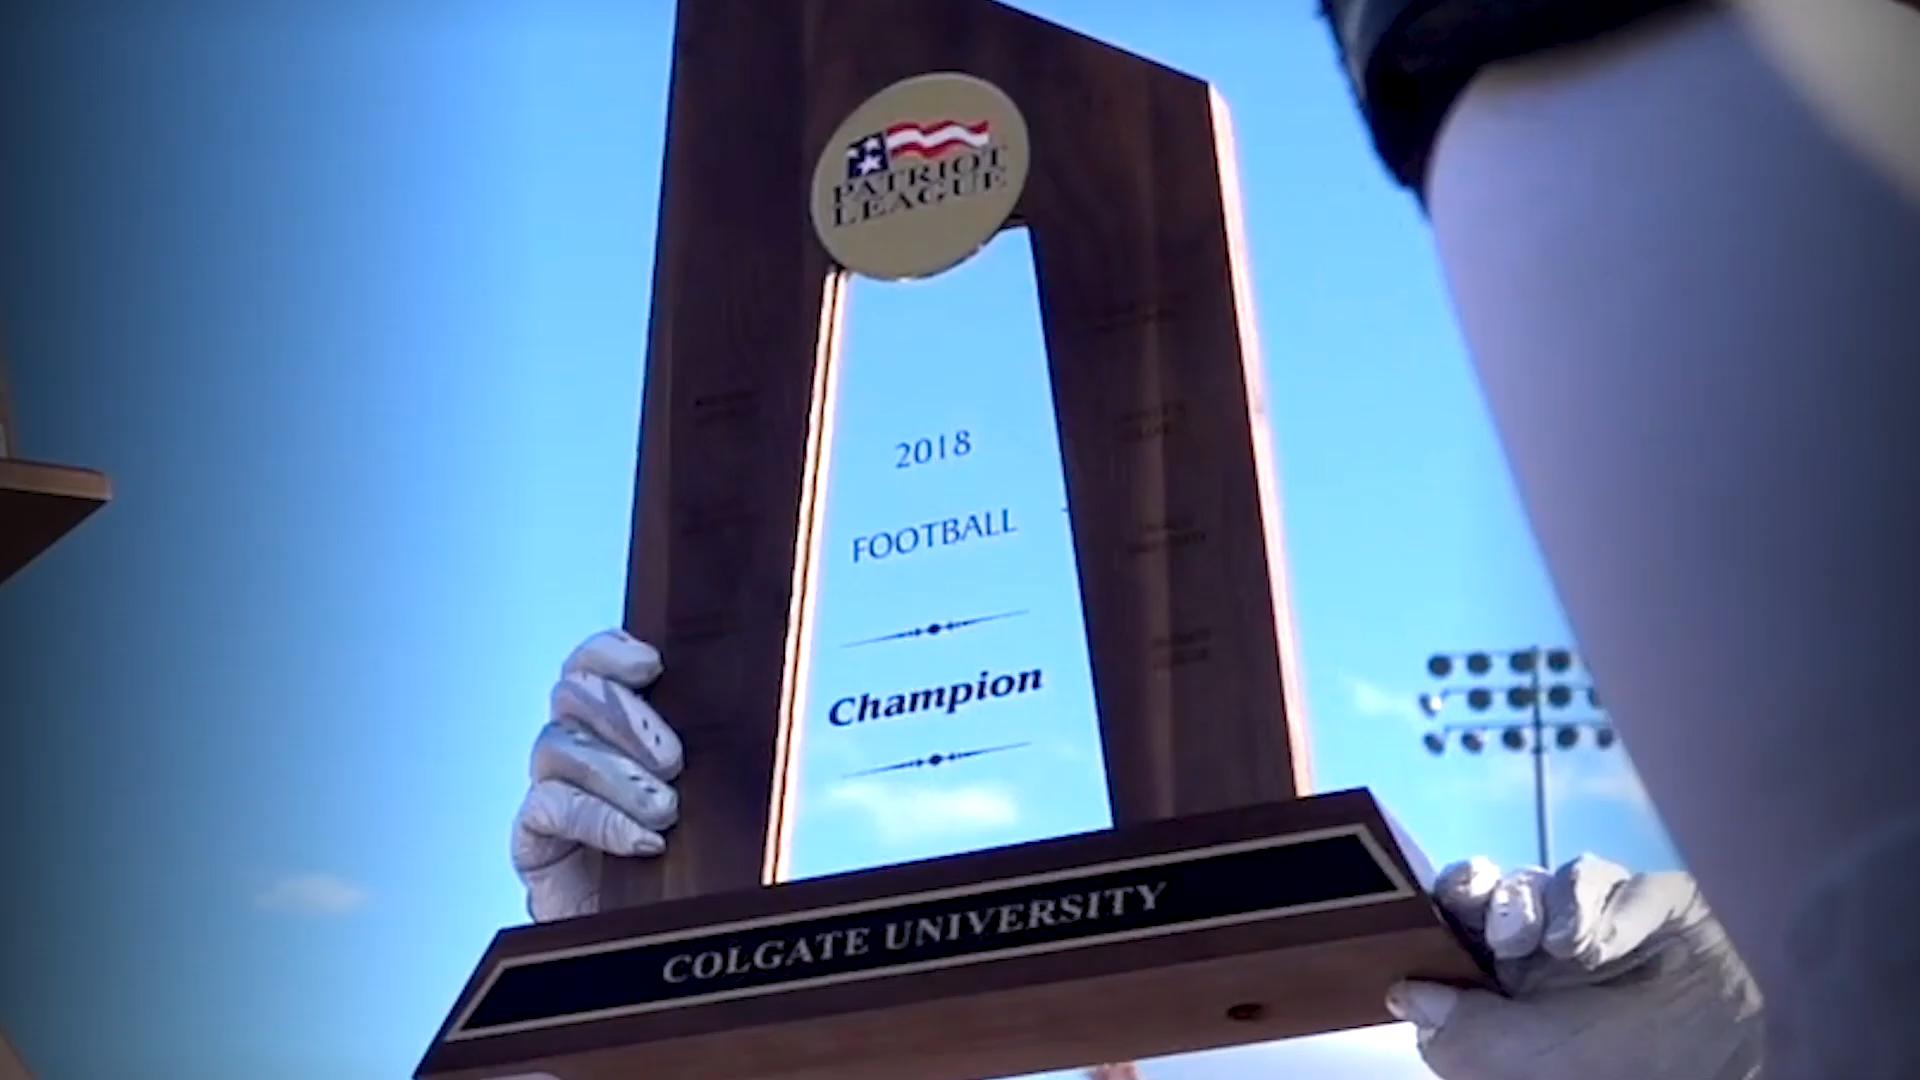 PATRIOT
LEAGUE
2018
FOOTBALL
Champion
COLGATE UNIVERSITY